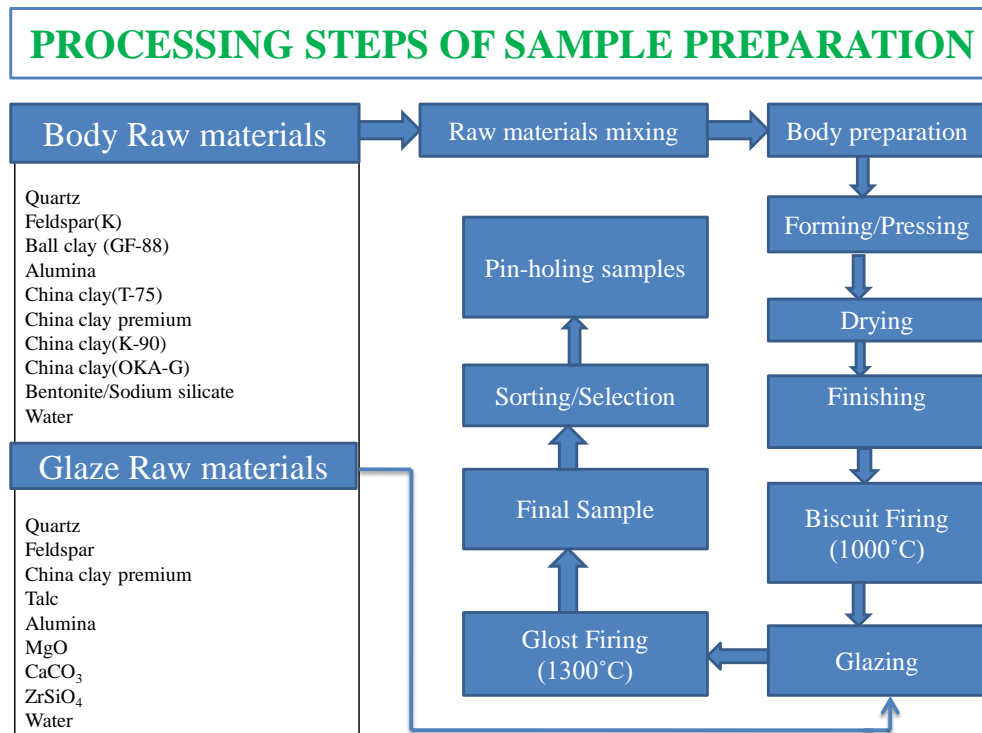 PROCESSING STEPS OF SAMPLE PREPARATION
Body Raw materials
Quartz
Feldspar(K)
Ball clay (GF-88)
Alumina
China clay(T-75)
China clay premium
China clay(K-90)
China clay(OKA-G)
Bentonite/Sodium silicate
Water
Glaze Raw materials
Quartz
Feldspar
China clay premium
Talc
Alumina
MgO
CaCO₃
ZrSiO₄
Water
Raw materials mixing
Body preparation
Forming/Pressing
Drying
Finishing
Biscuit Firing
(1000˚C)
Glazing
Glost Firing
(1300˚C)
Final Sample
Sorting/Selection
Pin-holing samples